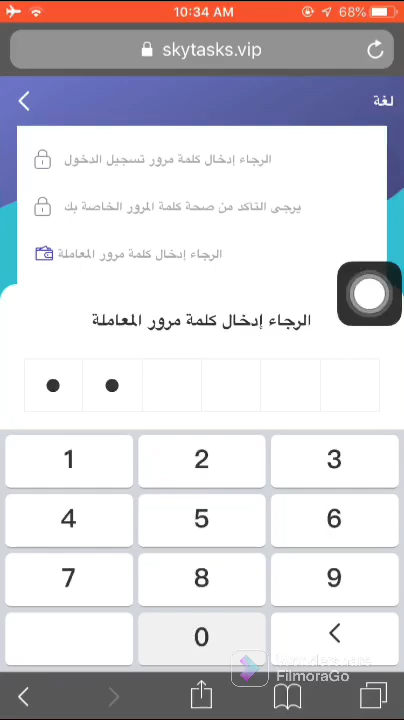 10:34 AM
68%
skytasks.vip
لغة
الرجاء إدخال كلمة مرور تسجيل الدخول
يرجى التاكد من صحة كلمة المرور الخاصة بك
الرجاء إدخال كلمة مرور المعاملة
الرجاء إدخال كلمة مرور المعاملة
1 2 3
4 5 6
7 8 9
0
Wondershare
FilmoraGo